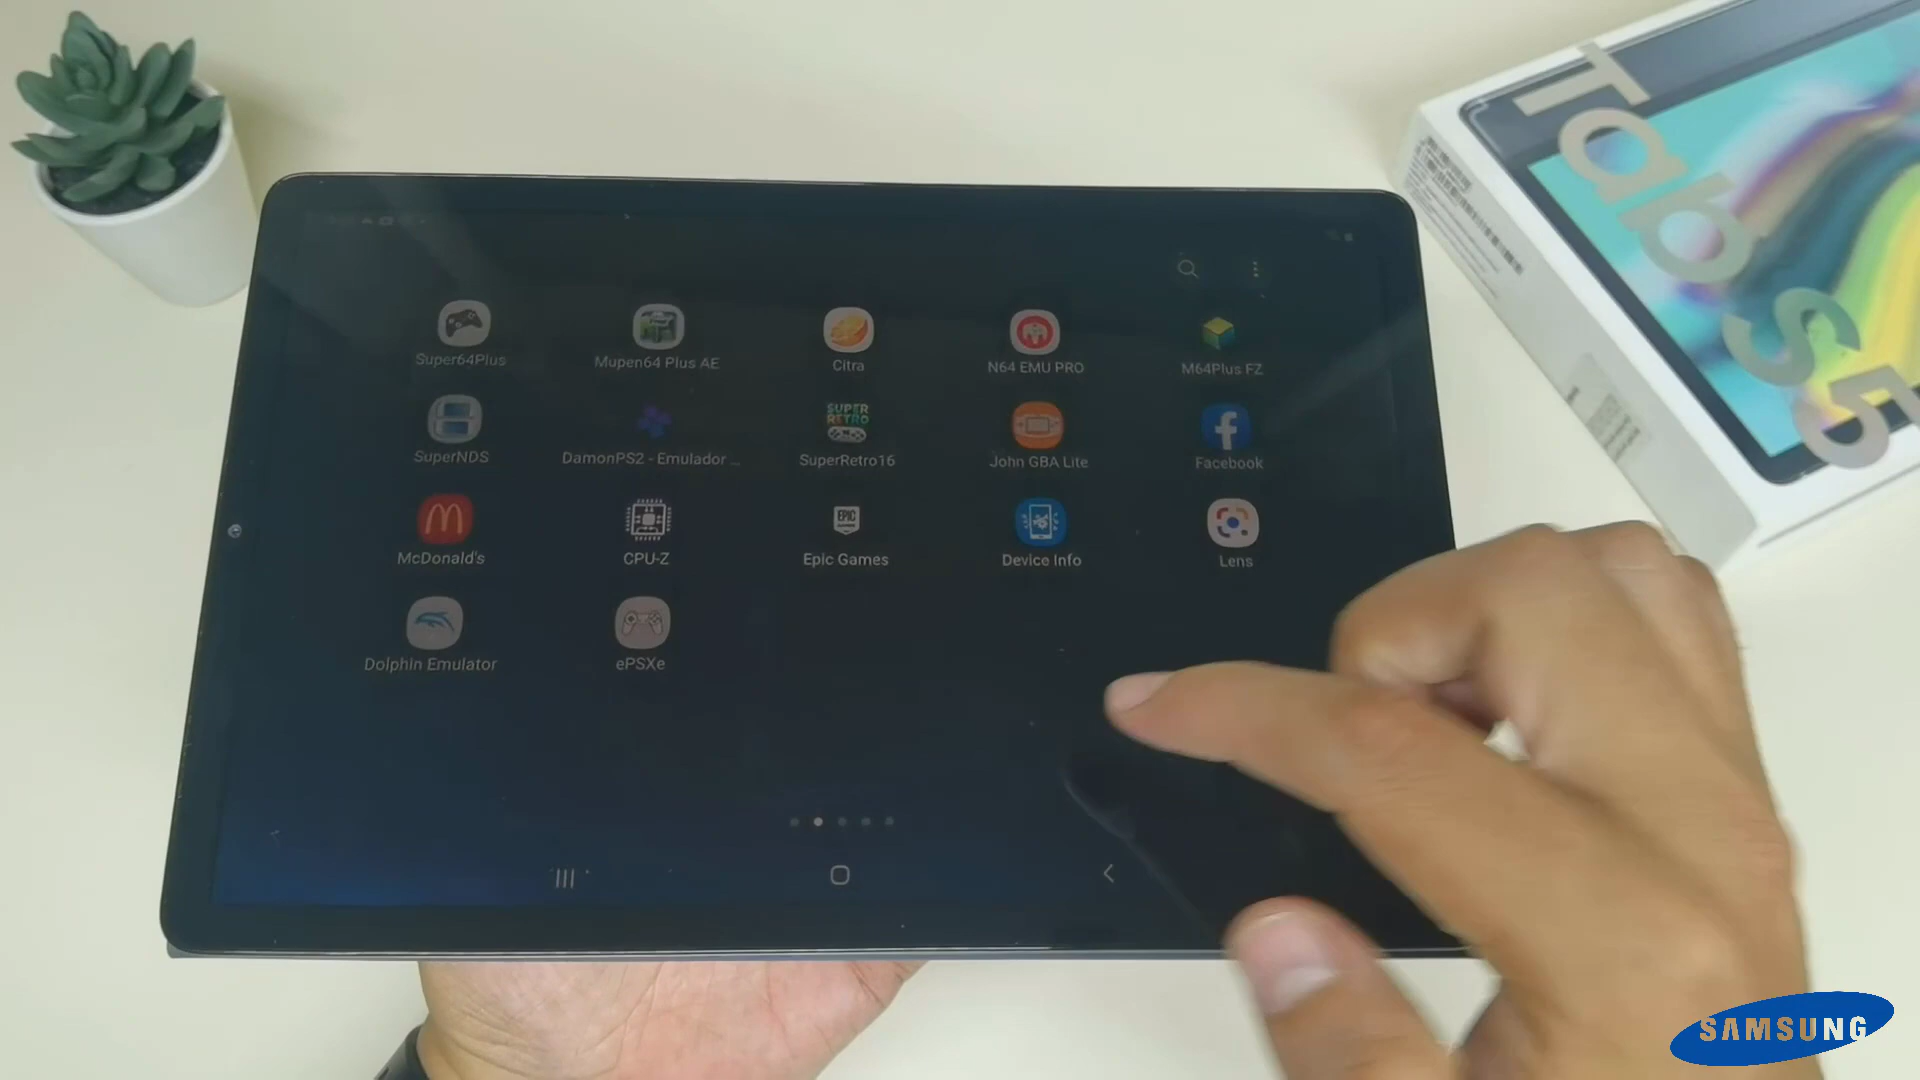 Tab S5
Super64Plus
Mupen64 Plus AE
Citra
N64 EMU PRO
M64Plus FZ
SUPER
RETRO
SuperNDS
DamonPS2 - Emulador ...
SuperRetro16
John GBA Lite
Facebook
EPIC
McDonald's
CPU-Z
Epic Games
Device Info
Lens
Dolphin Emulator
ePSXe
SAMSUNG